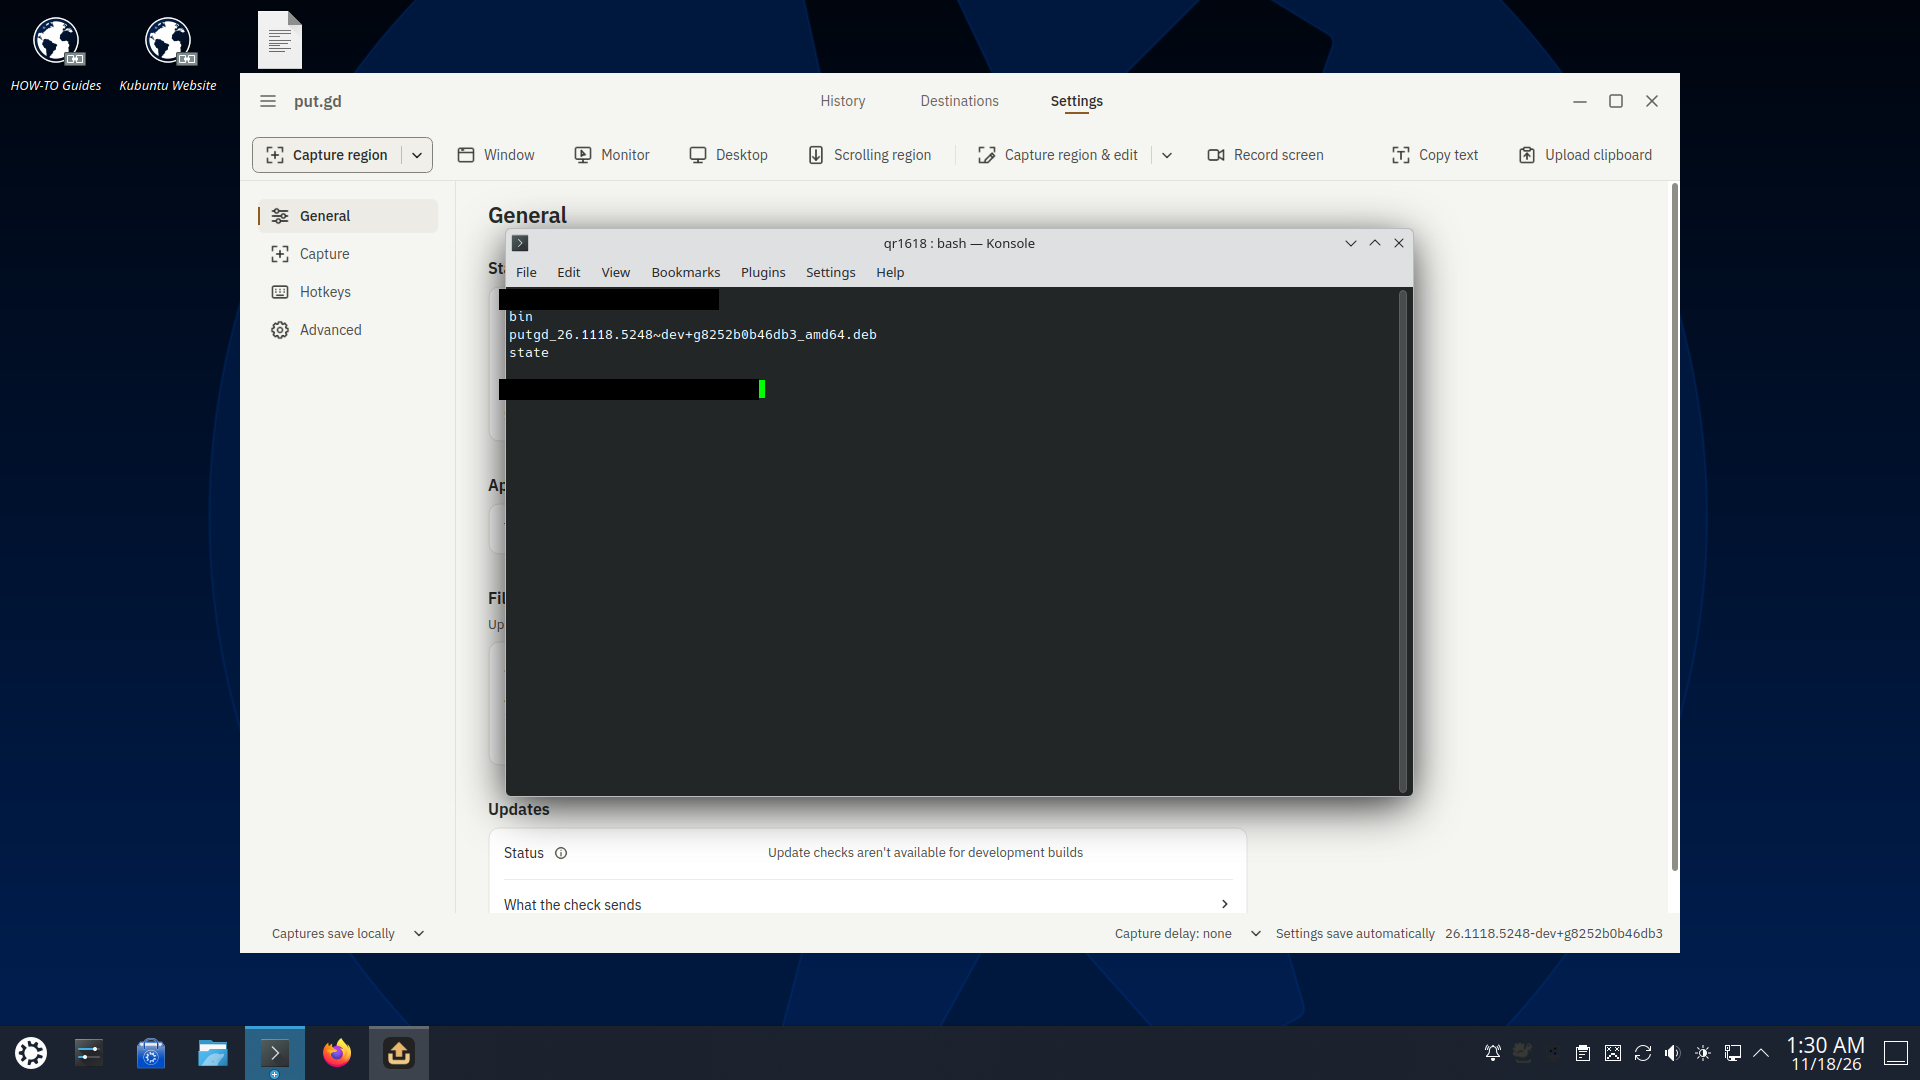 HOW-TO Guides
Kubuntu Website
put.gd
History
Destinations
Settings
Capture region
Window
Monitor
Desktop
Scrolling region
Capture region & edit
Record screen
Copy text
Upload clipboard
General
Capture
Hotkeys
Advanced
General
qr1618 : bash — Konsole
File
Edit
View
Bookmarks
Plugins
Settings
Help
bin
putgd_26.1118.5248~dev+g8252b0b46db3_amd64.deb
state
Updates
Status
Update checks aren't available for development builds
What the check sends
Captures save locally
Capture delay: none
Settings save automatically
26.1118.5248-dev+g8252b0b46db3
1:30 AM
11/18/26